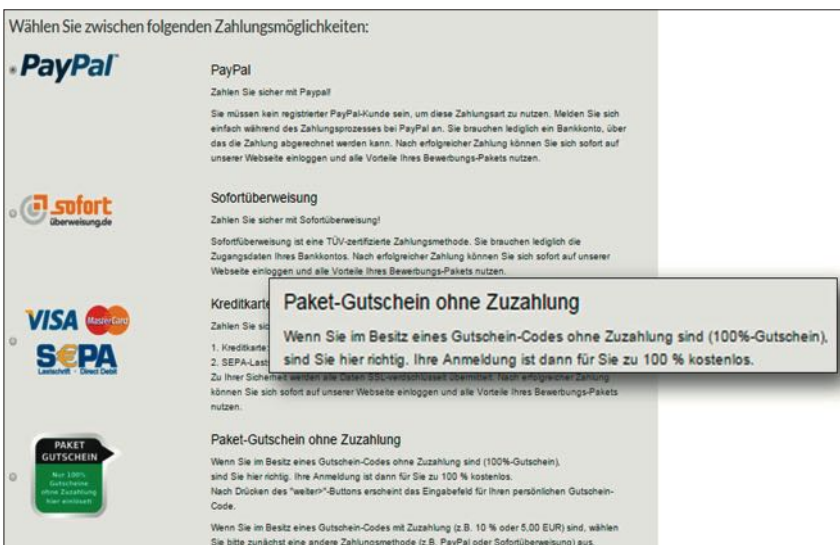 Wählen Sie zwischen folgenden Zahlungsmöglichkeiten:
PayPal
PayPal
Zahlen Sie sicher mit Paypal!
Sie müssen kein registrierter PayPal-Kunde sein, um diese Zahlungsart zu nutzen. Melden Sie sich
einfach während des Zahlungsprozesses bei PayPal an. Sie brauchen lediglich ein Bankkonto, über
das die Zahlung abgerechnet werden kann. Nach erfolgreicher Zahlung können Sie sich sofort auf
unserer Webseite einloggen und alle Vorteile Ihres Bewerbungs-Pakets nutzen.
sofort
überweisung.de
Sofortüberweisung
Zahlen Sie sicher mit Sofortüberweisung!
Sofortüberweisung ist eine TÜV-zertifizierte Zahlungsmethode. Sie brauchen lediglich die
Zugangsdaten Ihres Bankkontos. Nach erfolgreicher Zahlung können Sie sich sofort auf unserer
Webseite einloggen und alle Vorteile Ihres Bewerbungs-Pakets nutzen.
VISA MasterCard
S€PA
Lastschrift · Direct Debit
Kreditkarte
Zahlen Sie sic
1. Kreditkarte:
2. SEPA-Lasts
Zu Ihrer Sicherheit werden alle Daten SSL-verschlüsselt übermittelt. Nach erfolgreicher Zahlung
können Sie sich sofort auf unserer Webseite einloggen und alle Vorteile Ihres Bewerbungs-Pakets
nutzen.
Paket-Gutschein ohne Zuzahlung
Wenn Sie im Besitz eines Gutschein-Codes ohne Zuzahlung sind (100%-Gutschein),
sind Sie hier richtig. Ihre Anmeldung ist dann für Sie zu 100 % kostenlos.
PAKET
GUTSCHEIN
Nur 100%
Gutscheine
ohne Zuzahlung
hier einlösen!
Paket-Gutschein ohne Zuzahlung
Wenn Sie im Besitz eines Gutschein-Codes ohne Zuzahlung sind (100%-Gutschein),
sind Sie hier richtig. Ihre Anmeldung ist dann für Sie zu 100 % kostenlos.
Nach Drücken des "weiter>"-Buttons erscheint das Eingabefeld für Ihren persönlichen Gutschein-
Code.
Wenn Sie im Besitz eines Gutschein-Codes mit Zuzahlung (z.B. 10 % oder 5,00 EUR) sind, wählen
Sie bitte zunächst eine andere Zahlungsmethode (z.B. PayPal oder Sofortüberweisung) aus.